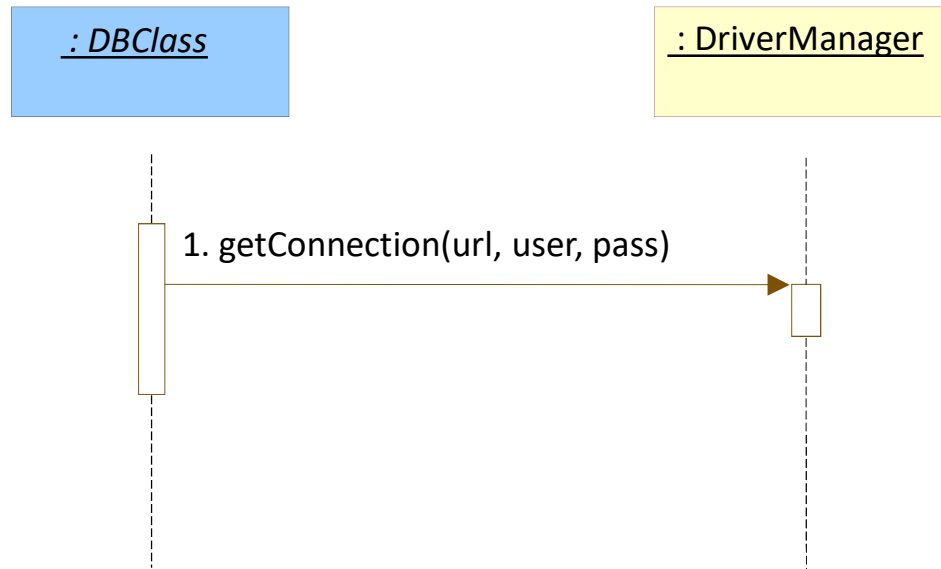 : DBClass
: DriverManager
1. getConnection(url, user, pass)